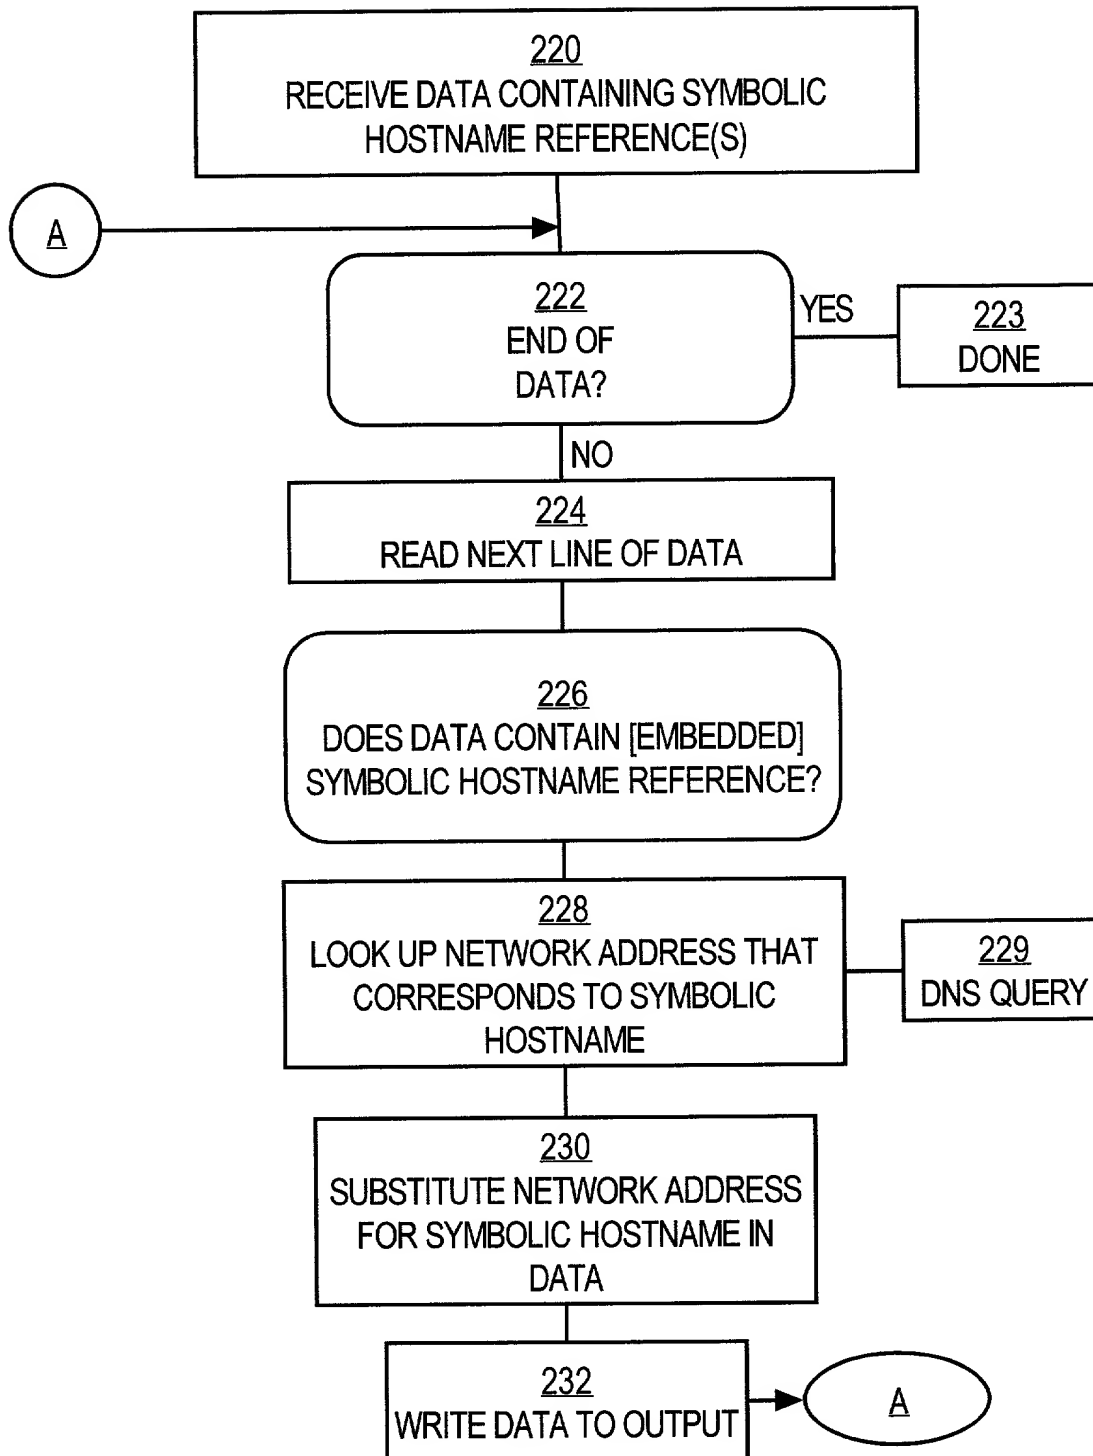 220
RECEIVE DATA CONTAINING SYMBOLIC
HOSTNAME REFERENCE(S)
A
222
END OF
DATA?
YES
223
DONE
NO
224
READ NEXT LINE OF DATA
226
DOES DATA CONTAIN [EMBEDDED]
SYMBOLIC HOSTNAME REFERENCE?
228
LOOK UP NETWORK ADDRESS THAT
CORRESPONDS TO SYMBOLIC
HOSTNAME
229
DNS QUERY
230
SUBSTITUTE NETWORK ADDRESS
FOR SYMBOLIC HOSTNAME IN
DATA
232
WRITE DATA TO OUTPUT
A